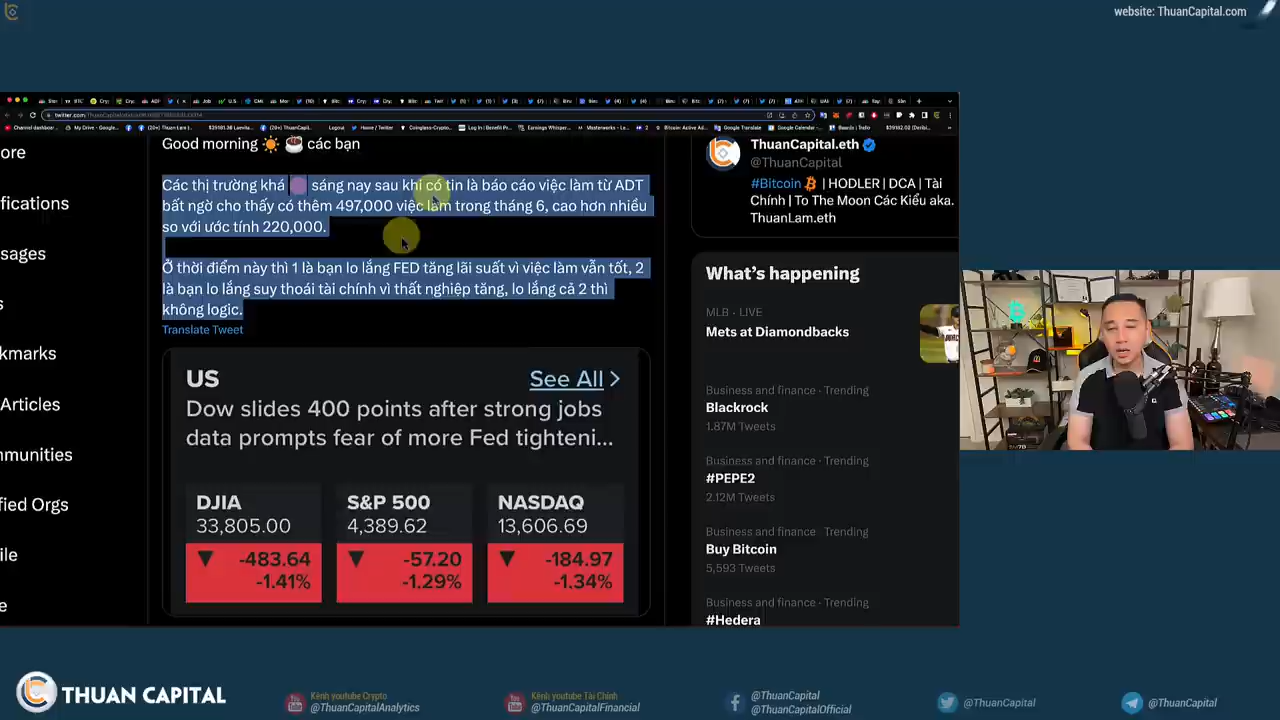 website: ThuanCapital.com
Good morning ☀️ ☕ các bạn
Các thị trường khá 🟣 sáng nay sau khi có tin là báo cáo việc làm từ ADT
bất ngờ cho thấy có thêm 497,000 việc làm trong tháng 6, cao hơn nhiều
so với ước tính 220,000.
Ở thời điểm này thì 1 là bạn lo lắng FED tăng lãi suất vì việc làm vẫn tốt, 2
là bạn lo lắng suy thoái tài chính vì thất nghiệp tăng, lo lắng cả 2 thì
không logic.
Translate Tweet
US
See All >
Dow slides 400 points after strong jobs
data prompts fear of more Fed tighteni...
DJIA
33,805.00
▼ -483.64
-1.41%
S&P 500
4,389.62
▼ -57.20
-1.29%
NASDAQ
13,606.69
▼ -184.97
-1.34%
ore
fications
sages
s
kmarks
Articles
mmunities
fied Orgs
ile
e
ThuanCapital.eth
@ThuanCapital
#Bitcoin | HODLER | DCA | Tài
Chính | To The Moon Các Kiểu aka.
ThuanLam.eth
What's happening
MLB · LIVE
Mets at Diamondbacks
Business and finance · Trending
Blackrock
1.87M Tweets
Business and finance · Trending
#PEPE2
2.12M Tweets
Business and finance · Trending
Buy Bitcoin
5,593 Tweets
Business and finance · Trending
#Hedera
THUAN CAPITAL
Kênh youtube Crypto
@ThuanCapitalAnalytics
Kênh youtube Tài Chính
@ThuanCapitalFinancial
@ThuanCapital
@ThuanCapitalOfficial
@ThuanCapital
@ThuanCapital